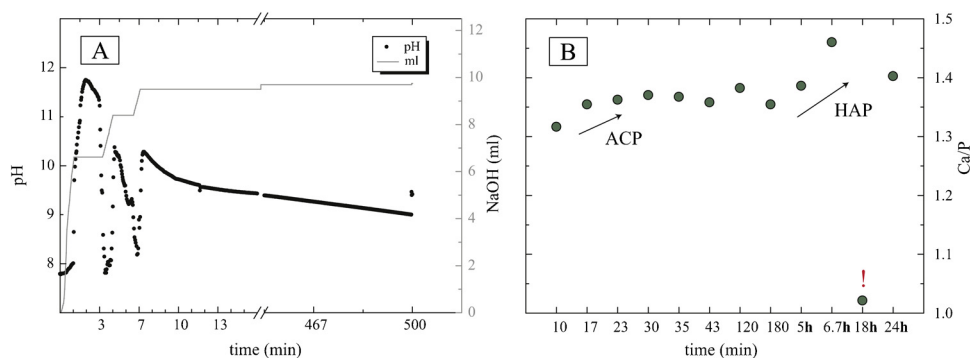 A
pH
ml
12
11
10
9
8
pH
12
10
8
6
4
2
0
NaOH (ml)
3
7
10
13
467
500
time (min)
B
1.5
1.4
1.3
1.2
1.1
1.0
Ca/P
ACP
HAP
!
10
17
23
30
35
43
120
180
5h
6.7h
18h
24h
time (min)